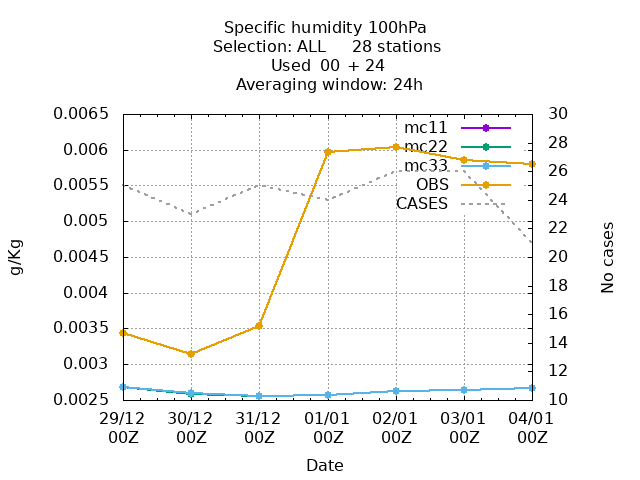 Specific humidity 100hPa
Selection: ALL 28 stations
Used 00 + 24
Averaging window: 24h
0.0065
0.006
0.0055
0.005
0.0045
0.004
0.0035
0.003
0.0025
g/Kg
mc11
mc22
mc33
OBS
CASES
30
28
26
24
22
20
18
16
14
12
10
No cases
29/12 30/12 31/12 01/01 02/01 03/01 04/01
00Z 00Z 00Z 00Z 00Z 00Z 00Z
Date